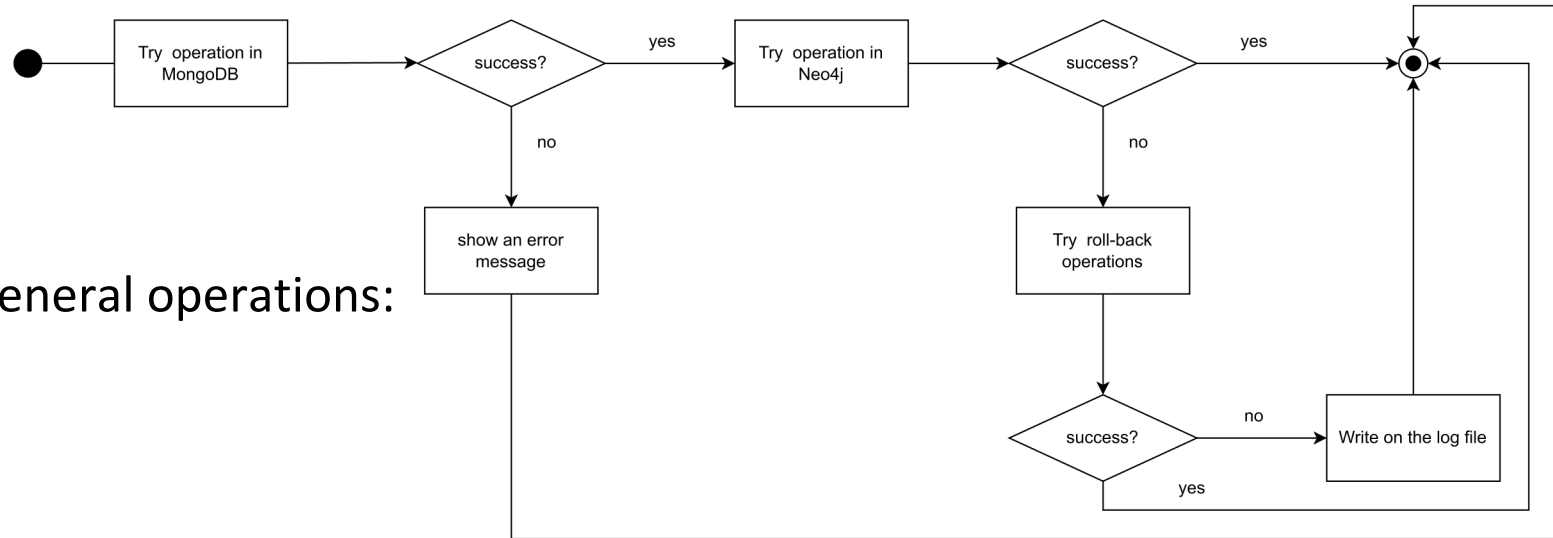 Try operation in
MongoDB
success?
yes
Try operation in
Neo4j
success?
yes
no
no
show an error
message
Try roll-back
operations
eneral operations:
success?
no
Write on the log file
yes